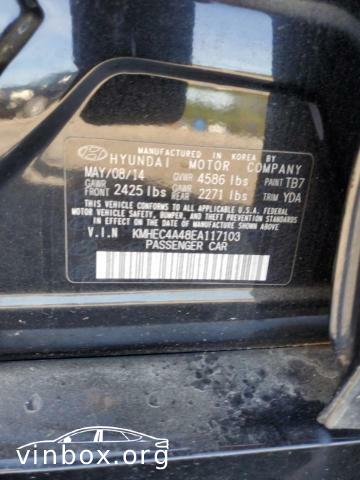 MANUFACTURED IN KOREA BY
HYUNDAI MOTOR COMPANY
MAY/08/14 GVWR 4586 lbs PAINT TB7
GAWR FRONT 2425 lbs GAWR REAR 2271 lbs TRIM YDA
THIS VEHICLE CONFORMS TO ALL APPLICABLE U.S.A. FEDERAL
MOTOR VEHICLE SAFETY, BUMPER, AND THEFT PREVENTION
STANDARDS IN EFFECT ON THE DATE OF MANUFACTURE SHOWN ABOVE.
V.I.N KMHEC4A48EA117103
PASSENGER CAR
vinbox.org